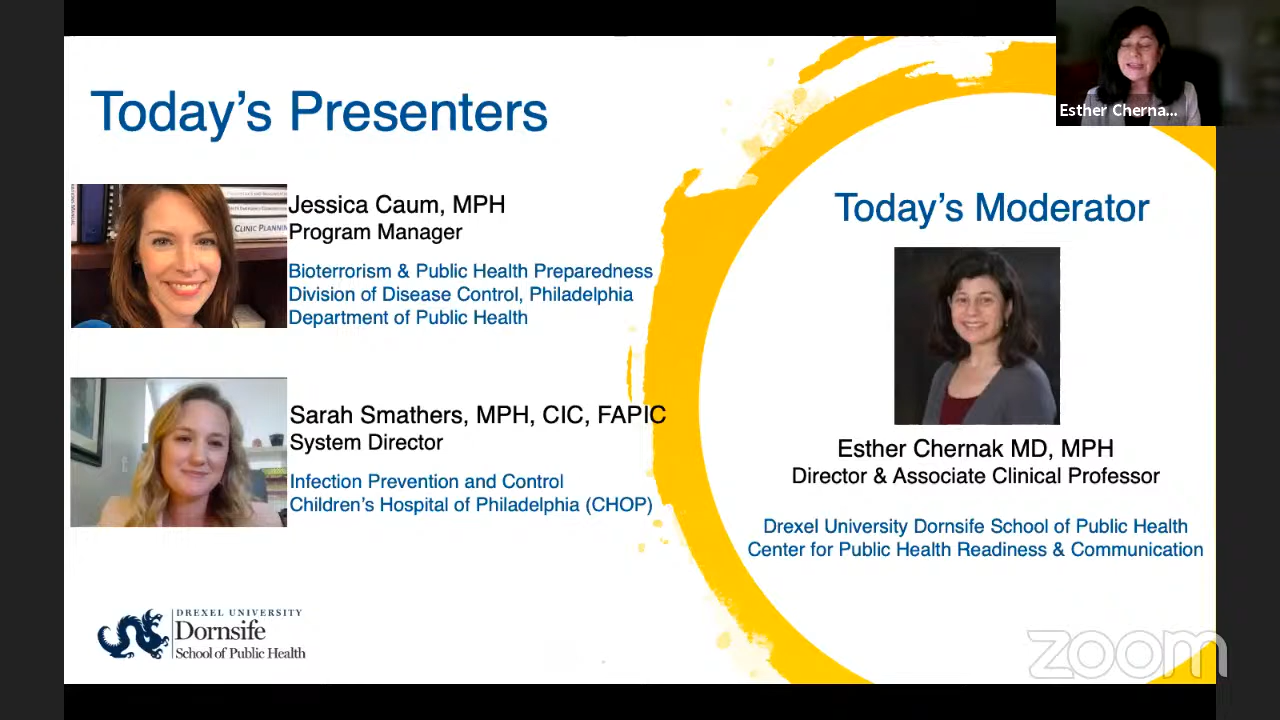 Today's Presenters
Jessica Caum, MPH
Program Manager
Bioterrorism & Public Health Preparedness
Division of Disease Control, Philadelphia
Department of Public Health
CLINIC PLANNIN
Sarah Smathers, MPH, CIC, FAPIC
System Director
Infection Prevention and Control
Children's Hospital of Philadelphia (CHOP)
DREXEL UNIVERSITY
Dornsife
School of Public Health
Esther Cherna...
Today's Moderator
Esther Chernak MD, MPH
Director & Associate Clinical Professor
Drexel University Dornsife School of Public Health
Center for Public Health Readiness & Communication
zoom